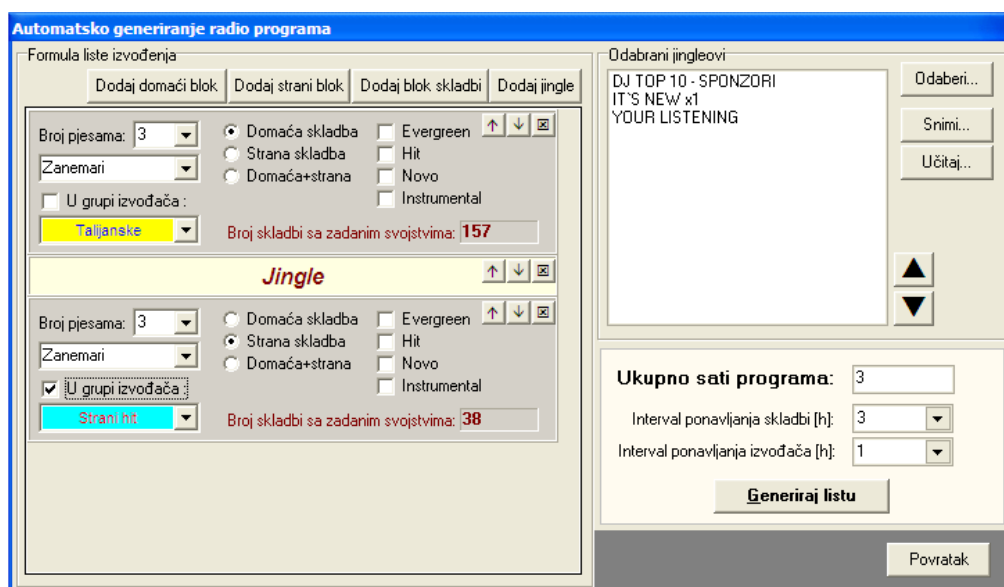 Automatsko generiranje radio programa
Formula liste izvođenja
Dodaj domaći blok
Dodaj strani blok
Dodaj blok skladbi
Dodaj jingle
Broj pjesama: 3
Zanemari
U grupi izvođača :
Talijanske
Domaća skladba
Strana skladba
Domaća+strana
Evergreen
Hit
Novo
Instrumental
Broj skladbi sa zadanim svojstvima: 157
Jingle
Broj pjesama: 3
Zanemari
U grupi izvođača :
Strani hit
Domaća skladba
Strana skladba
Domaća+strana
Evergreen
Hit
Novo
Instrumental
Broj skladbi sa zadanim svojstvima: 38
Odabrani jingleovi
DJ TOP 10 - SPONZORI
IT`S NEW x1
YOUR LISTENING
Odaberi...
Snimi...
Učitaj...
Ukupno sati programa: 3
Interval ponavljanja skladbi [h]: 3
Interval ponavljanja izvođača [h]: 1
Generiraj listu
Povratak